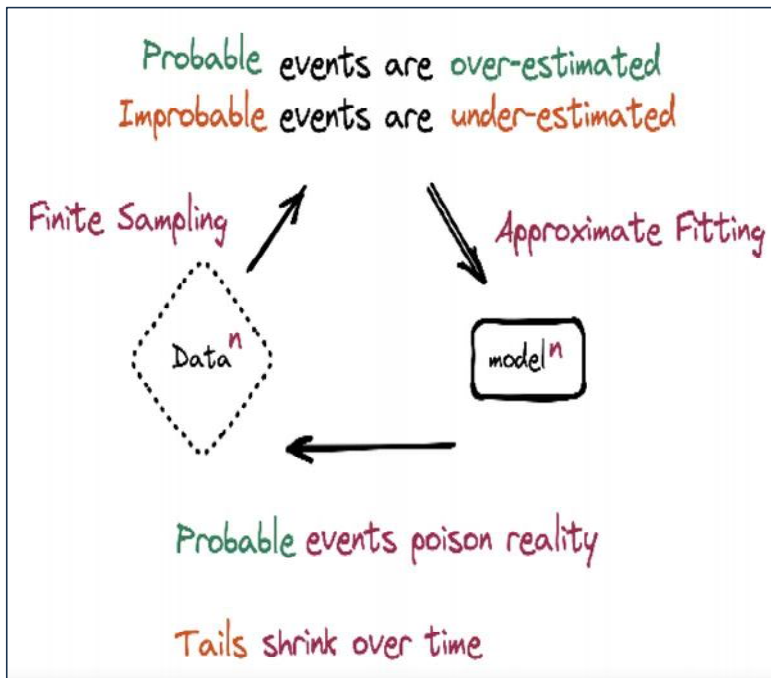 Probable events are over-estimated
Improbable events are under-estimated
Finite Sampling
Approximate Fitting
Data^n
model^n
Probable events poison reality
Tails shrink over time